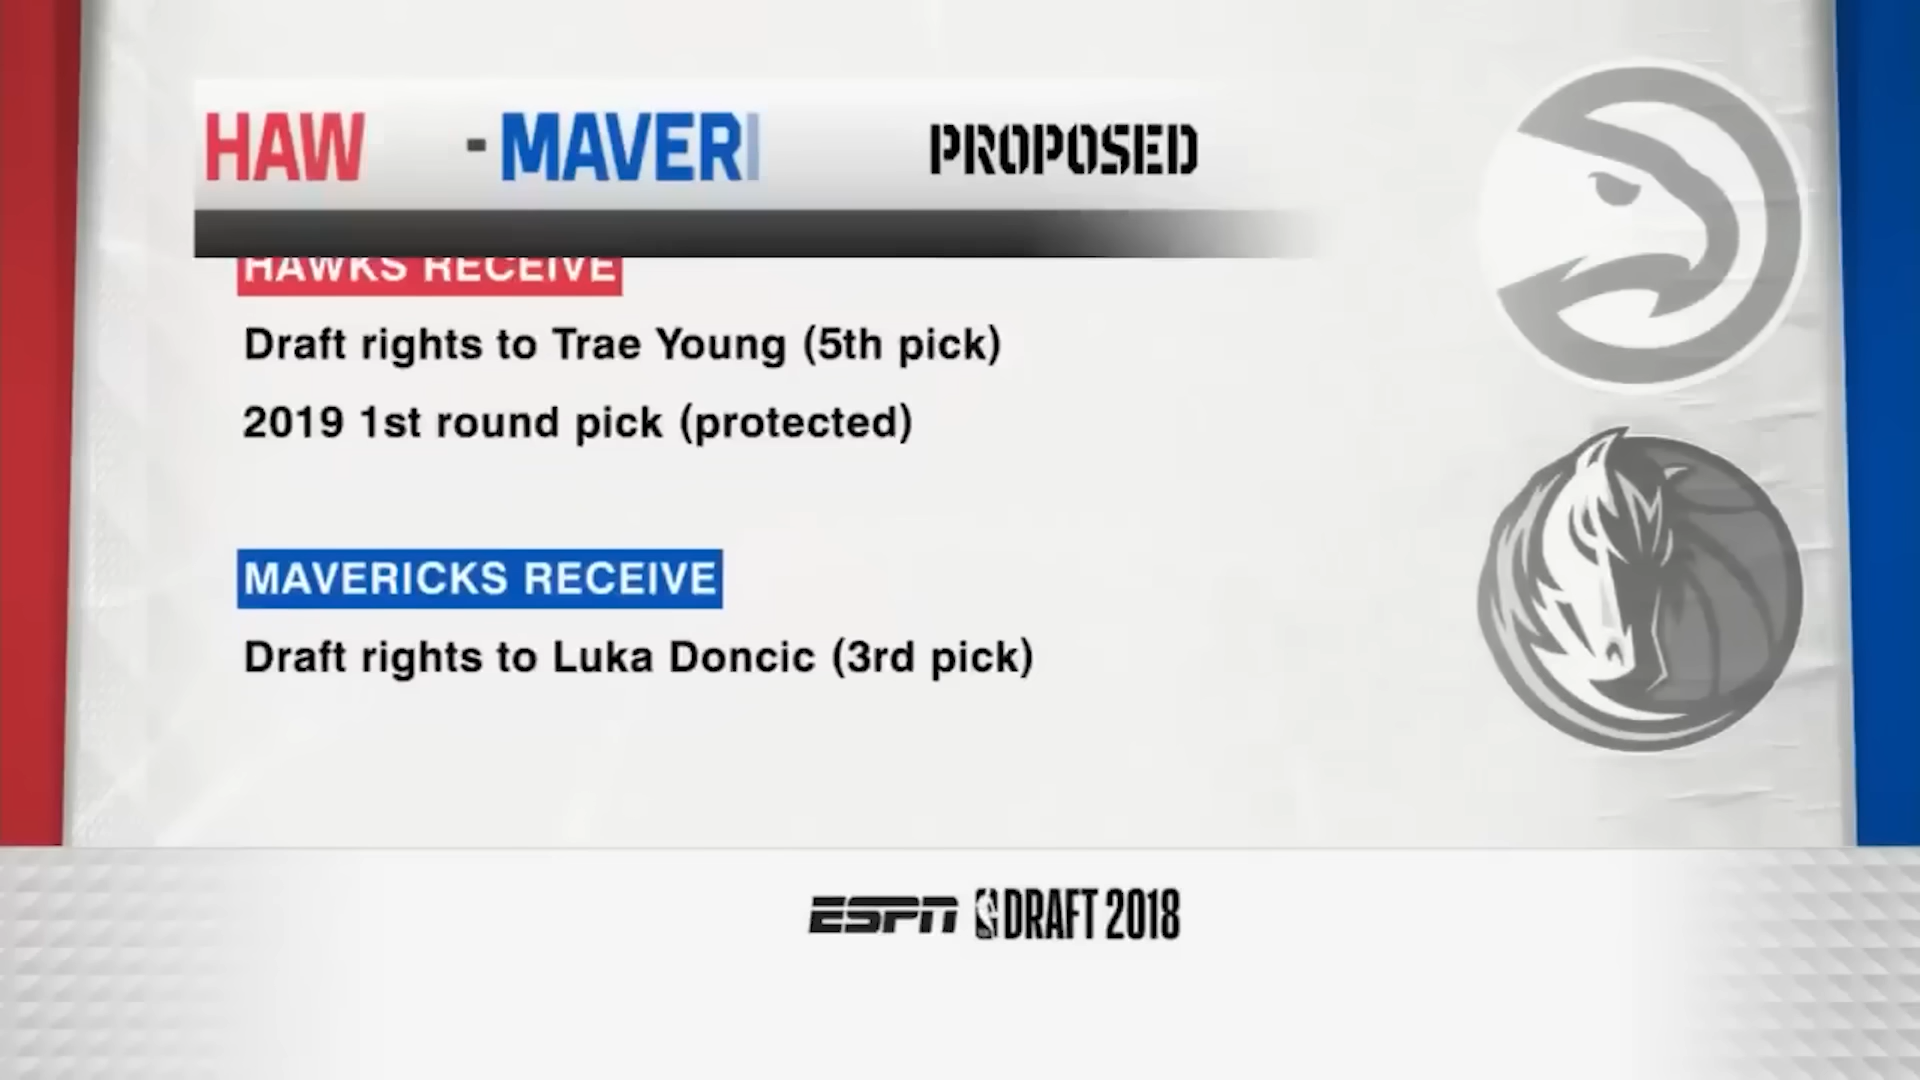 HAW - MAVERI PROPOSED
HAWKS RECEIVE
Draft rights to Trae Young (5th pick)
2019 1st round pick (protected)
MAVERICKS RECEIVE
Draft rights to Luka Doncic (3rd pick)
ESPN DRAFT 2018